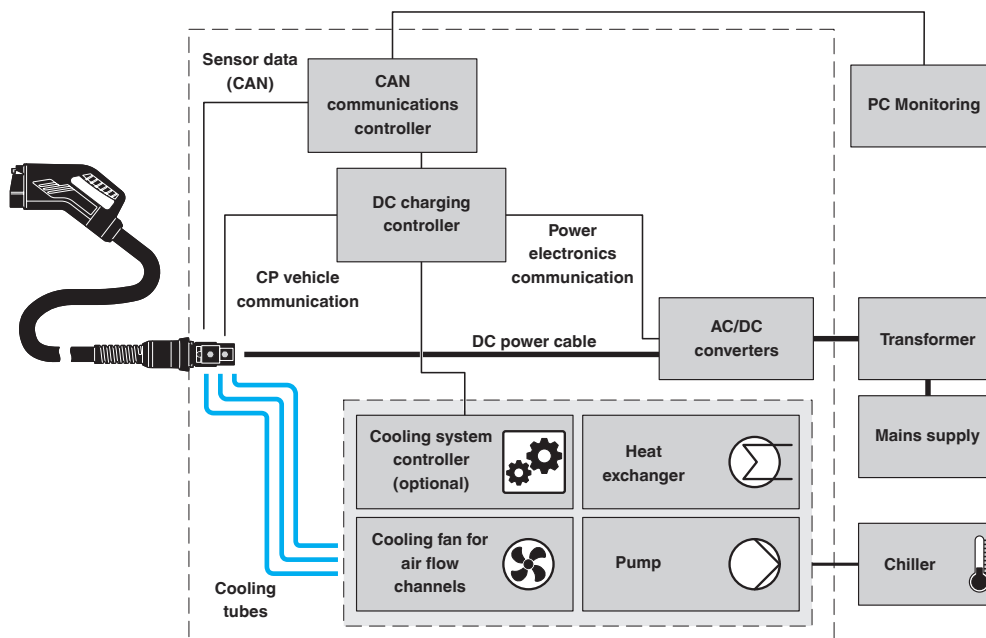 Sensor data
(CAN)
CAN
communications
controller
PC Monitoring
DC charging
controller
Power
electronics
communication
CP vehicle
communication
DC power cable
AC/DC
converters
Transformer
Mains supply
Cooling system
controller
(optional)
Heat
exchanger
Cooling fan for
air flow
channels
Pump
Chiller
Cooling
tubes